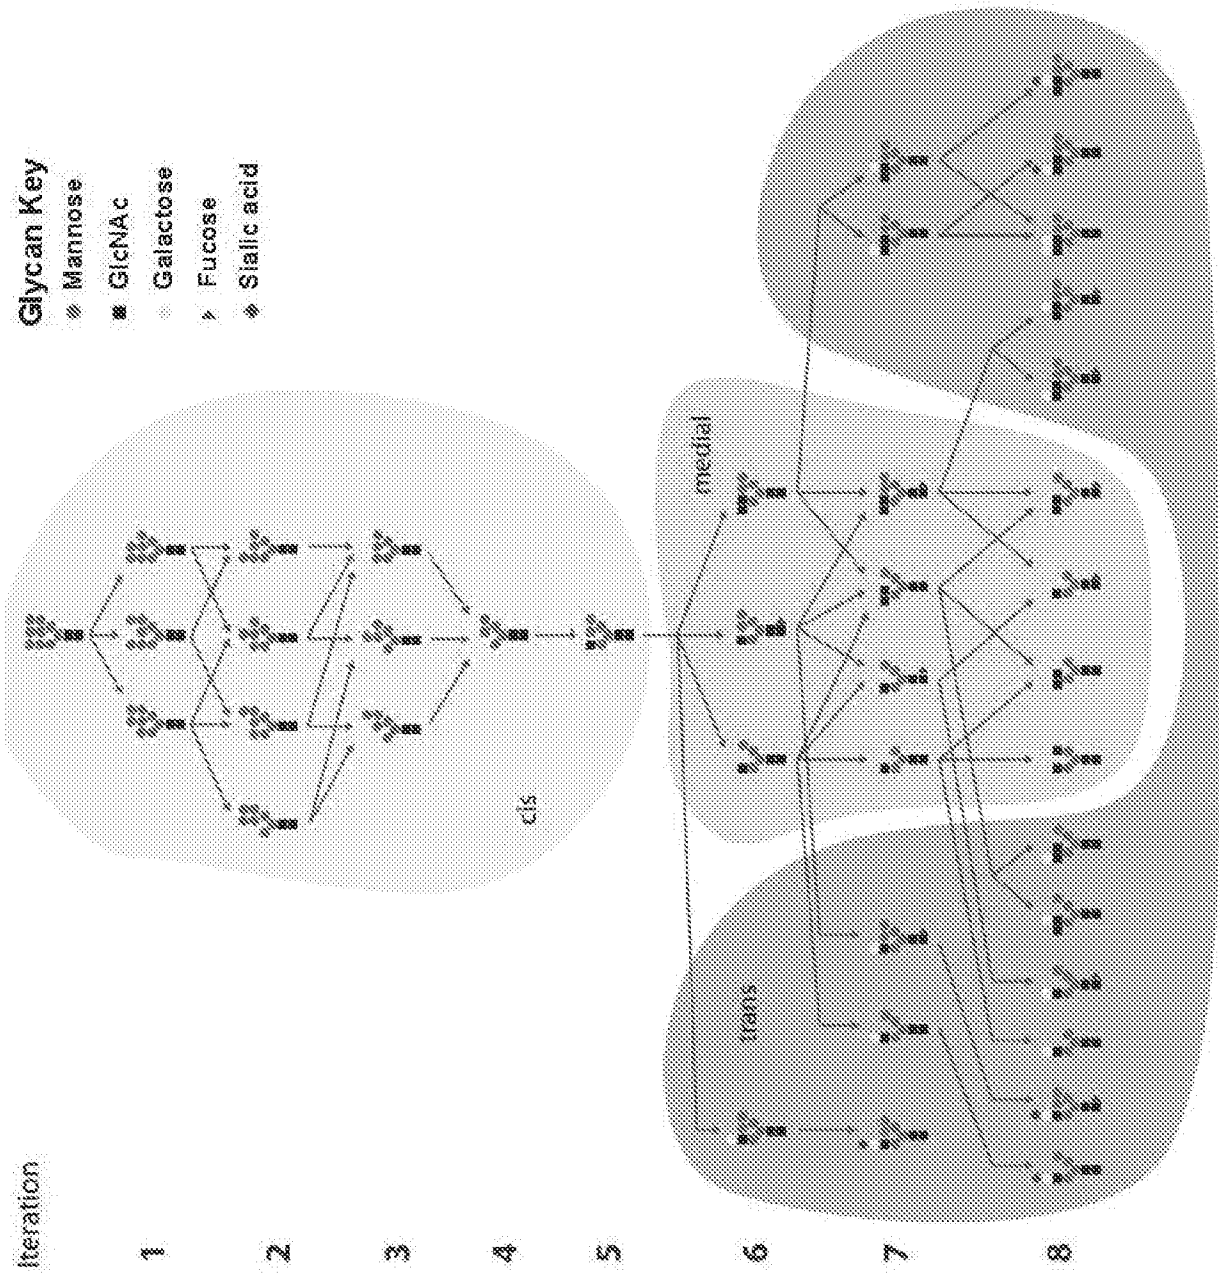 Iteration
1
2
3
4
5
6
7
8
Glycan Key
Mannose
GlcNAc
Galactose
Fucose
Sialic acid
cis
medial
trans